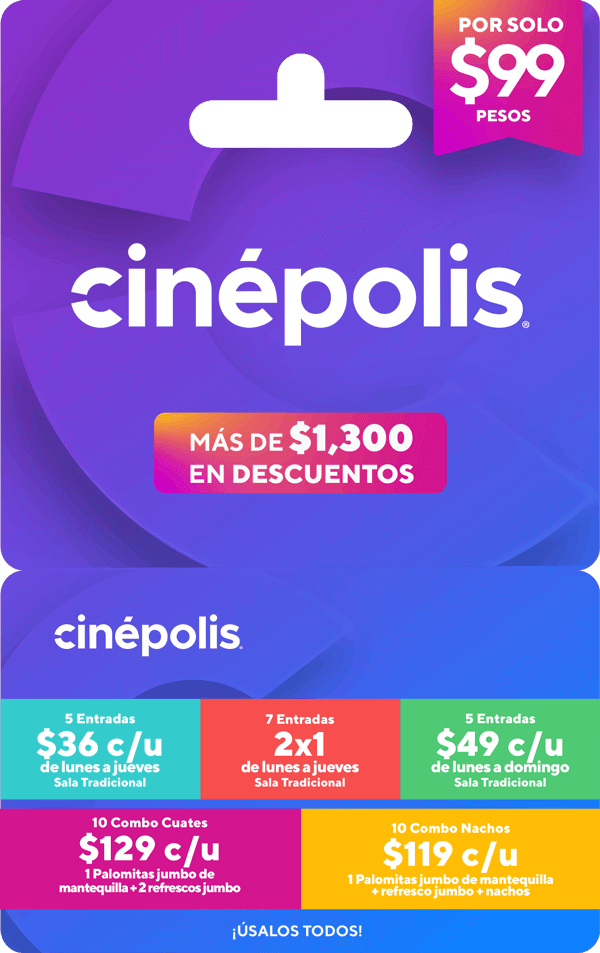 POR SOLO
$99
PESOS
cinépolis®
MÁS DE $1,300
EN DESCUENTOS
cinépolis®
5 Entradas
$36 c/u
de lunes a jueves
Sala Tradicional
7 Entradas
2x1
de lunes a jueves
Sala Tradicional
5 Entradas
$49 c/u
de lunes a domingo
Sala Tradicional
10 Combo Cuates
$129 c/u
1 Palomitas jumbo de
mantequilla + 2 refrescos jumbo
10 Combo Nachos
$119 c/u
1 Palomitas jumbo de mantequilla
+ refresco jumbo + nachos
¡ÚSALOS TODOS!